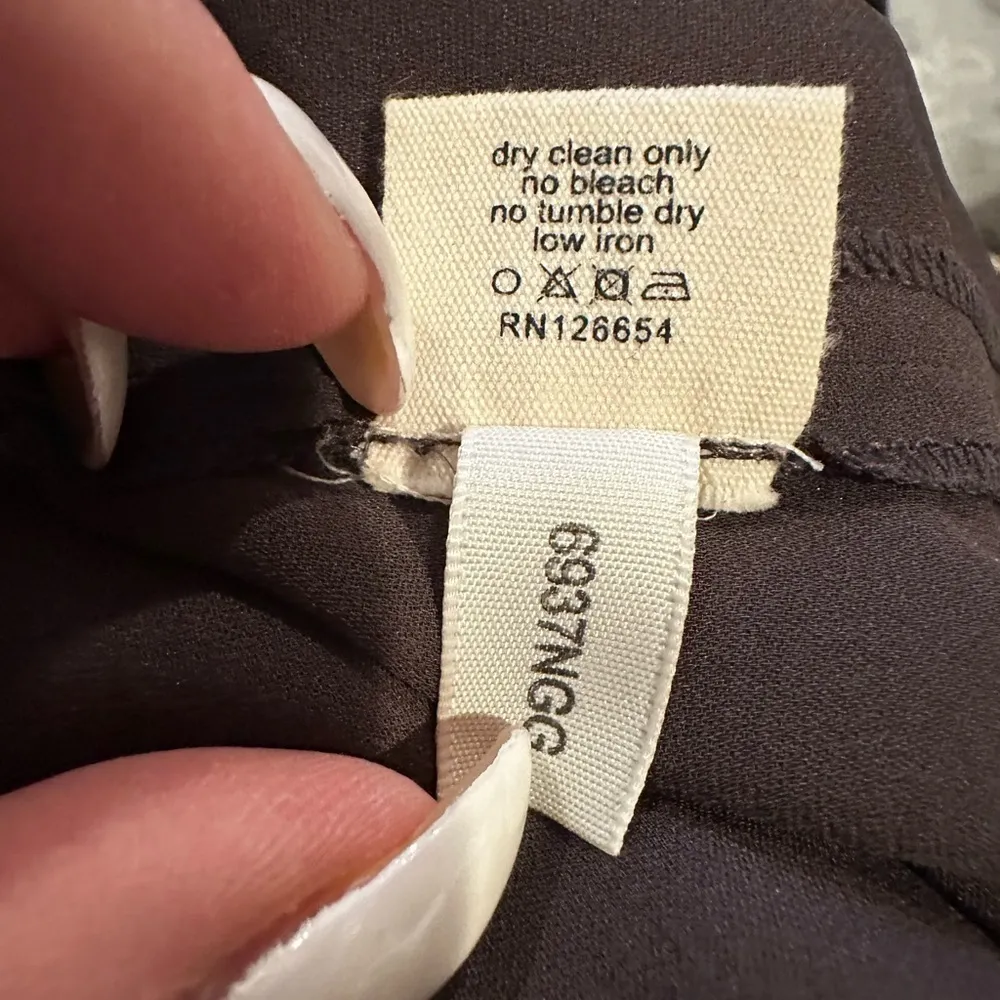 dry clean only
no bleach
no tumble dry
low iron
RN126654
6937NGG